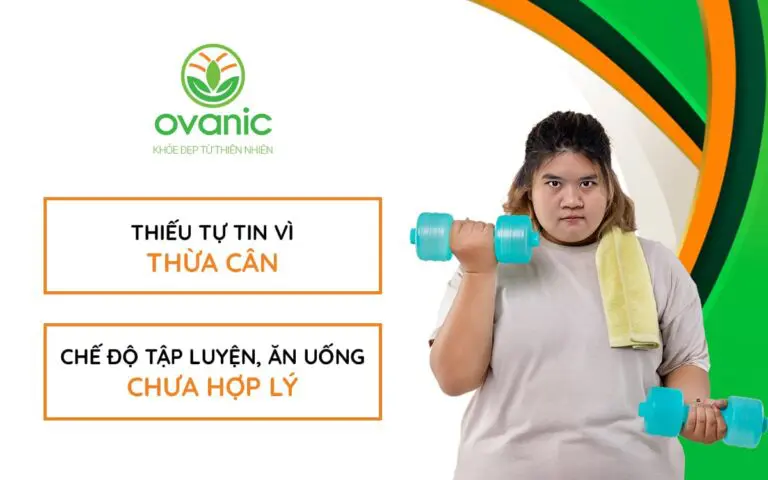 ovanic
KHỎE ĐẸP TỪ THIÊN NHIÊN
THIẾU TỰ TIN VÌ
THỪA CÂN
CHẾ ĐỘ TẬP LUYỆN, ĂN UỐNG
CHƯA HỢP LÝ